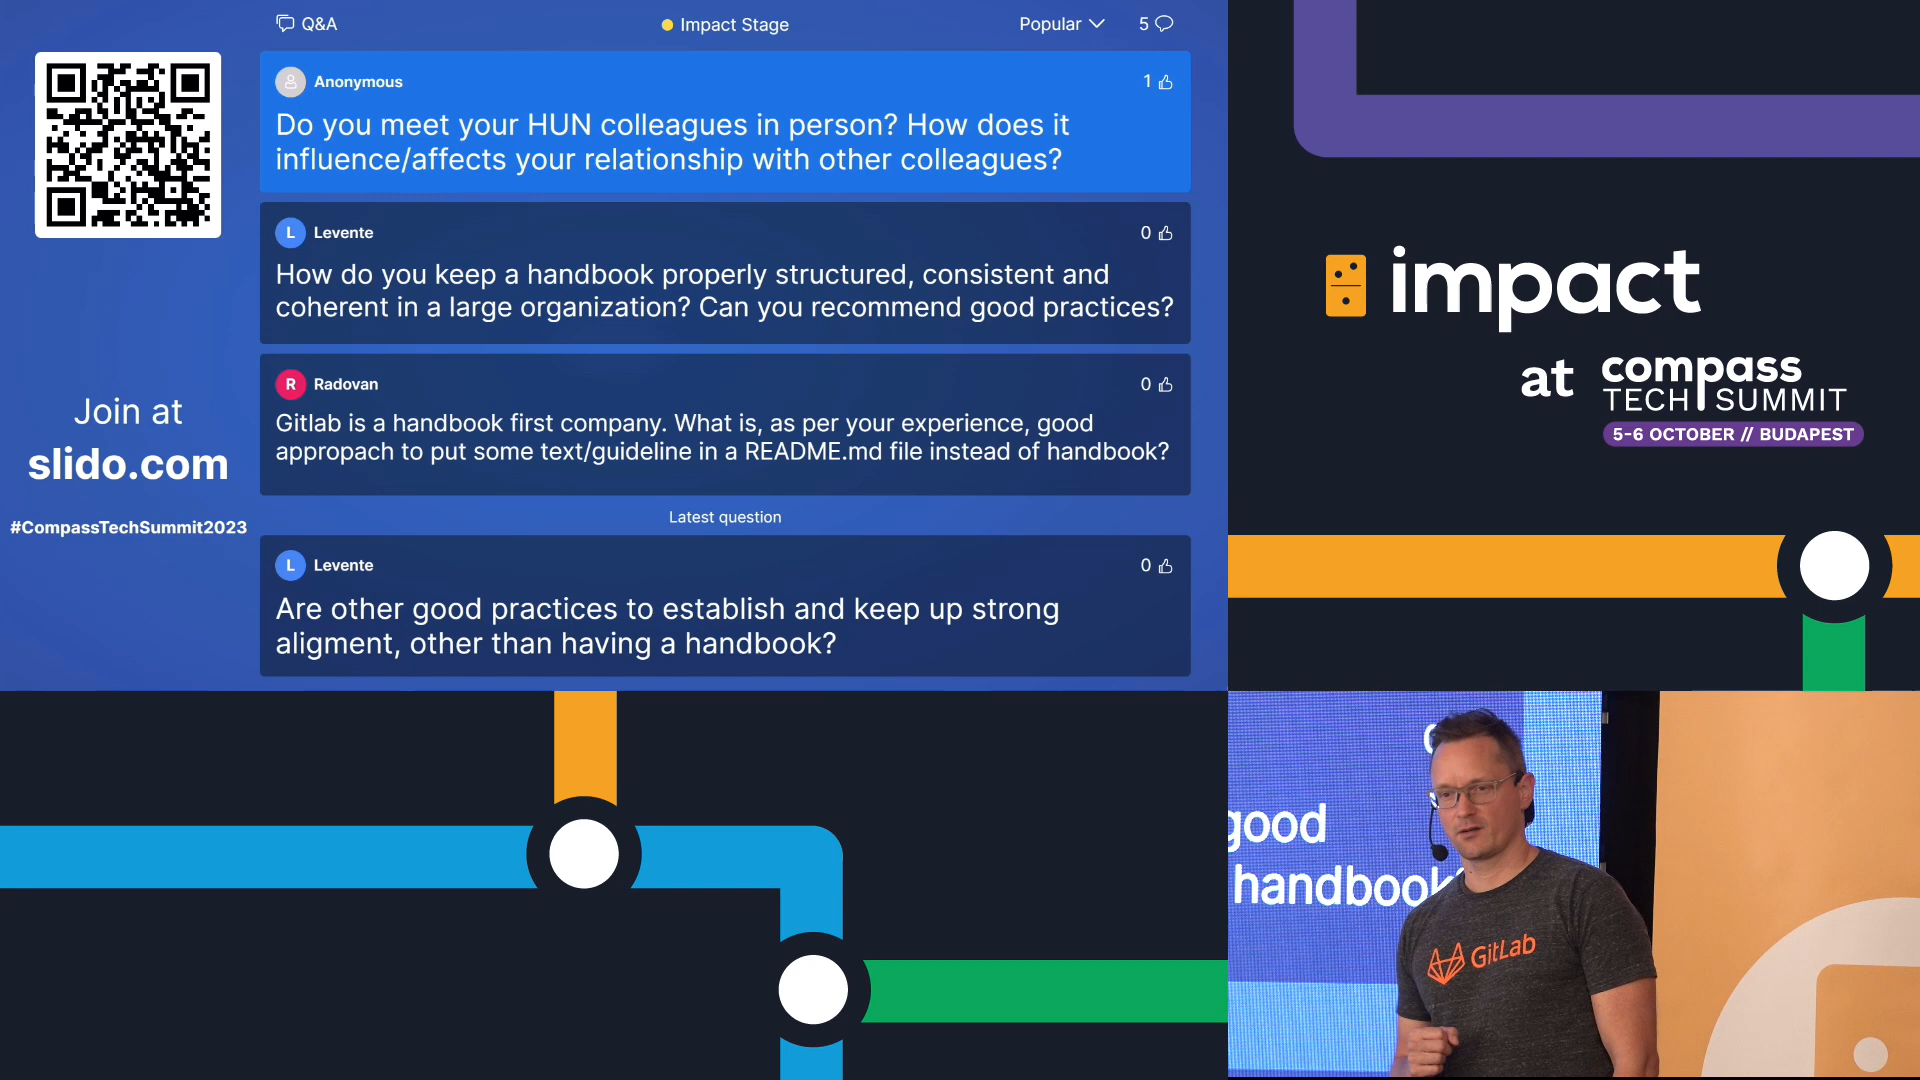 Q&A
Impact Stage
Popular
5
Anonymous
1
Do you meet your HUN colleagues in person? How does it
influence/affects your relationship with other colleagues?
L
Levente
0
How do you keep a handbook properly structured, consistent and
coherent in a large organization? Can you recommend good practices?
R
Radovan
0
Gitlab is a handbook first company. What is, as per your experience, good
appropach to put some text/guideline in a README.md file instead of handbook?
Latest question
L
Levente
0
Are other good practices to establish and keep up strong
aligment, other than having a handbook?
Join at
slido.com
#CompassTechSummit2023
impact
at
compass
TECH SUMMIT
5-6 OCTOBER // BUDAPEST
good
handbook
GitLab